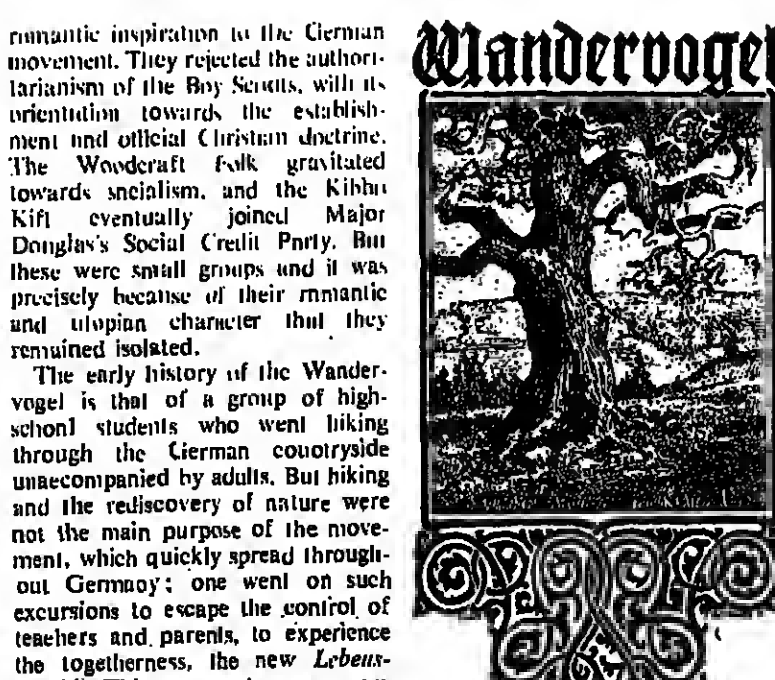 romantic inspiration to the German
movement. They rejected the authori-
tarianism of the Boy Scouts, with its
orientation towards the establish-
ment and official Christian doctrine.
The Woodcraft Folk gravitated
towards socialism, and the Kibbu
Kift eventually joined Major
Douglas's Social Credit Party. But
these were small groups and it was
precisely because of their romantic
and utopian character that they
remained isolated.
The early history of the Wander-
vogel is that of a group of high-
school students who went hiking
through the German countryside
unaccompanied by adults. But hiking
and the rediscovery of nature were
not the main purpose of the move-
ment, which quickly spread through-
out Germany; one went on such
excursions to escape the control of
teachers and parents, to experience
the togetherness, the new Lebens-
Wandervogel